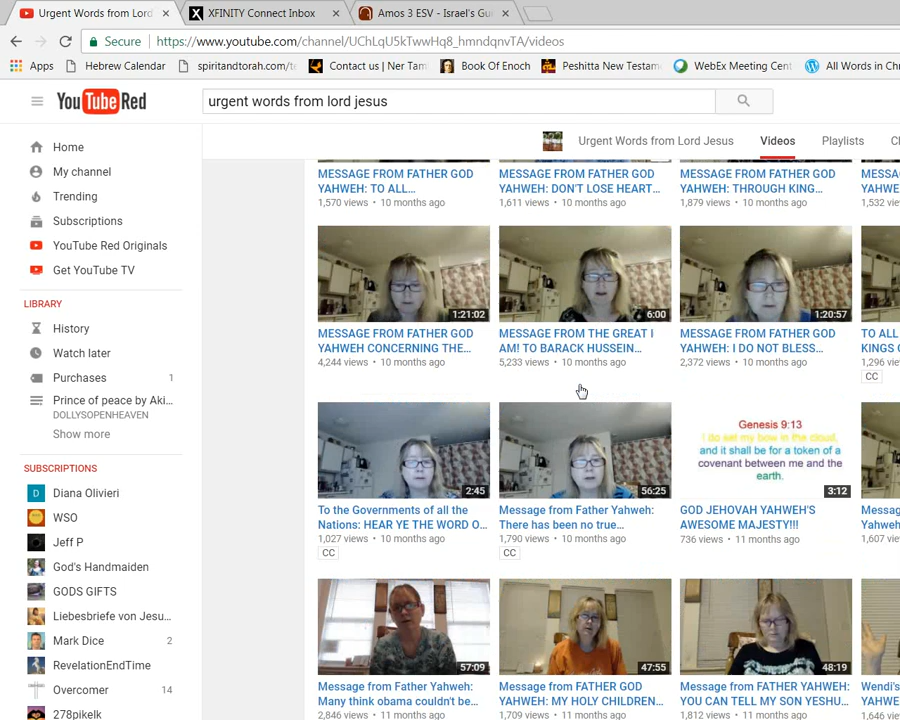 Urgent Words from Lord
XFINITY Connect Inbox
Amos 3 ESV - Israel's Gu
Secure
https://www.youtube.com/channel/UChLqU5kTwwHq8_hmndqnvTA/videos
Apps
Hebrew Calendar
spiritandtorah.com/te
Contact us | Ner Tam
Book Of Enoch
Peshitta New Testame
WebEx Meeting Cent
All Words in Chr
YouTube Red
urgent words from lord jesus
Urgent Words from Lord Jesus
Videos
Playlists
Home
My channel
Trending
Subscriptions
YouTube Red Originals
Get YouTube TV
LIBRARY
History
Watch later
Purchases 1
Prince of peace by Aki...
DOLLYSOPENHEAVEN
Show more
SUBSCRIPTIONS
Diana Olivieri
WSO
Jeff P
God's Handmaiden
GODS GIFTS
Liebesbriefe von Jesu...
Mark Dice 2
RevelationEndTime
Overcomer 14
278pikelk
MESSAGE FROM FATHER GOD
YAHWEH: TO ALL...
1,570 views • 10 months ago
MESSAGE FROM FATHER GOD
YAHWEH: DON'T LOSE HEART...
1,611 views • 10 months ago
MESSAGE FROM FATHER GOD
YAHWEH: THROUGH KING...
1,879 views • 10 months ago
MESSAGE
YAHWEH
1,532 view
1:21:02
MESSAGE FROM FATHER GOD
YAHWEH CONCERNING THE...
4,244 views • 10 months ago
6:00
MESSAGE FROM THE GREAT I
AM! TO BARACK HUSSEIN...
5,233 views • 10 months ago
1:20:57
MESSAGE FROM FATHER GOD
YAHWEH: I DO NOT BLESS...
2,372 views • 10 months ago
TO ALL
KINGS
1,296
CC
2:45
To the Governments of all the
Nations: HEAR YE THE WORD O...
1,027 views • 10 months ago
CC
56:25
Message from Father Yahweh:
There has been no true...
1,790 views • 10 months ago
CC
Genesis 9:13
I do set my bow in the cloud,
and it shall be for a token of a
covenant between me and the
earth.
3:12
GOD JEHOVAH YAHWEH'S
AWESOME MAJESTY!!!
736 views • 11 months ago
Messag
Yahweh
1,607
57:09
Message from Father Yahweh:
Many think obama couldn't be...
2,846 views • 11 months ago
47:55
Message from FATHER GOD
YAHWEH: MY HOLY CHILDREN...
1,709 views • 11 months ago
48:19
Message from FATHER YAHWEH:
YOU CAN TELL MY SON YESHU...
1,812 views • 11 months ago
Wendi's
YAHWE
1,646